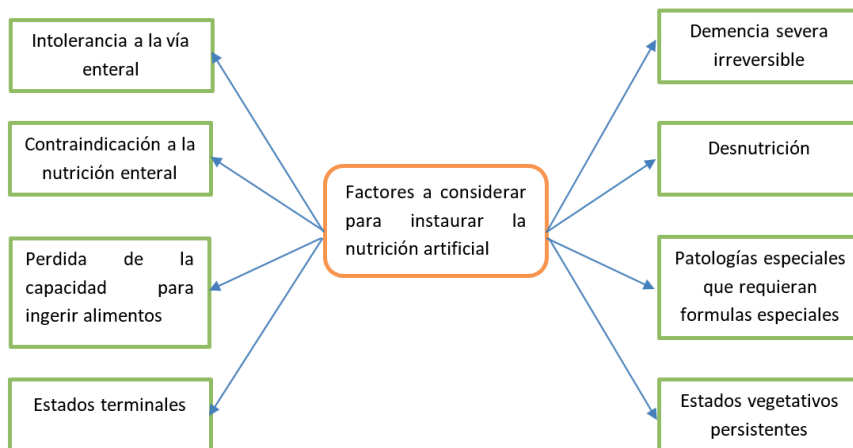 Intolerancia a la vía
enteral
Contraindicación a la
nutrición enteral
Perdida de la
capacidad para
ingerir alimentos
Estados terminales
Factores a considerar
para instaurar la
nutrición artificial
Demencia severa
irreversible
Desnutrición
Patologías especiales
que requieran
formulas especiales
Estados vegetativos
persistentes